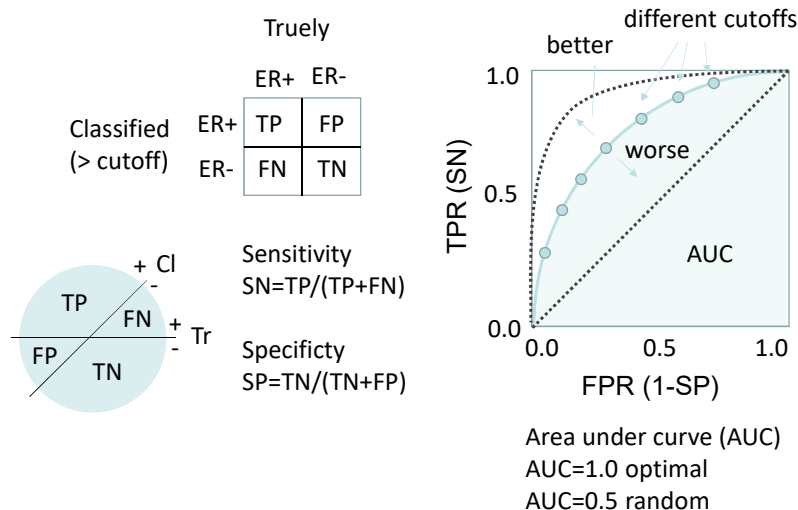 Truely
ER+ ER-
Classified
(> cutoff)
ER+ TP FP
ER- FN TN
+ Cl
-
TP
FN
+
- Tr
FP
TN
Sensitivity
SN=TP/(TP+FN)
Specificty
SP=TN/(TN+FP)
different cutoffs
better
1.0
worse
0.5
TPR (SN)
AUC
0.0
0.0 0.5 1.0
FPR (1-SP)
Area under curve (AUC)
AUC=1.0 optimal
AUC=0.5 random